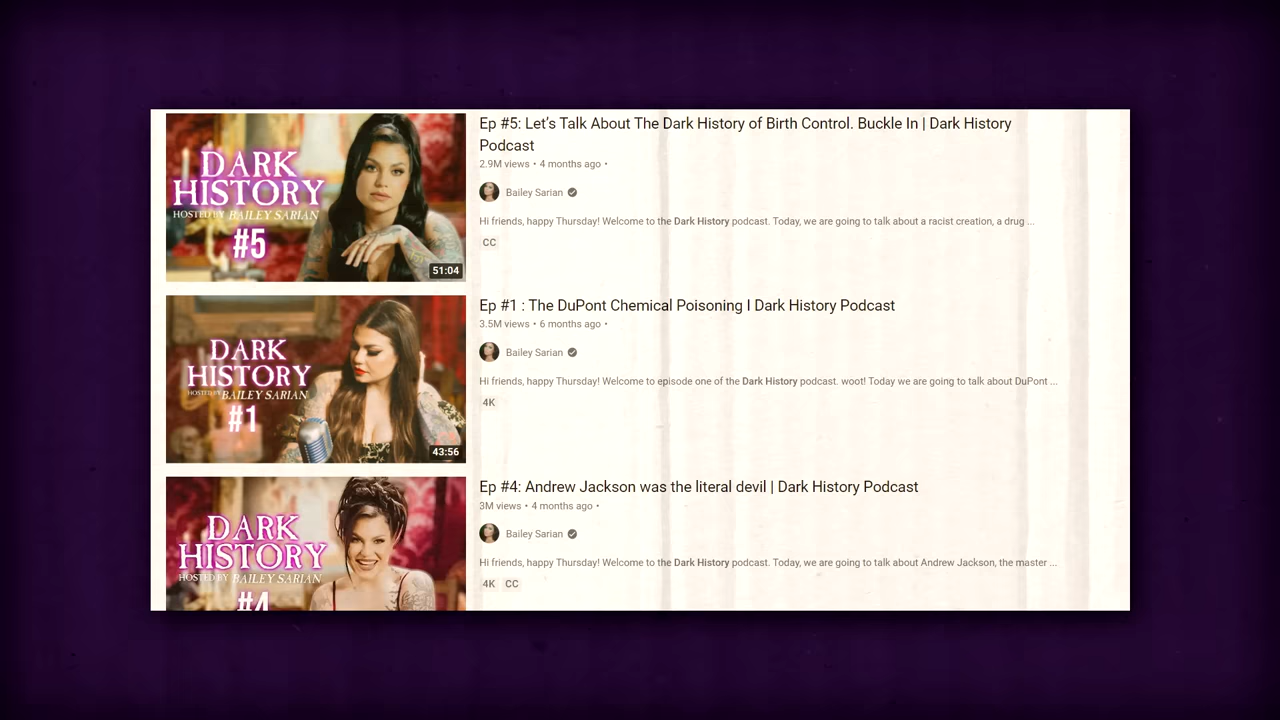 DARK
HISTORY
HOSTED BY BAILEY SARIAN
#5
51:04
Ep #5: Let’s Talk About The Dark History of Birth Control. Buckle In | Dark History
Podcast
2.9M views • 4 months ago •
Bailey Sarian
Hi friends, happy Thursday! Welcome to the Dark History podcast. Today, we are going to talk about a racist creation, a drug ...
CC
DARK
HISTORY
HOSTED BY BAILEY SARIAN
#1
43:56
Ep #1 : The DuPont Chemical Poisoning I Dark History Podcast
3.5M views • 6 months ago •
Bailey Sarian
Hi friends, happy Thursday! Welcome to episode one of the Dark History podcast. woot! Today we are going to talk about DuPont ...
4K
DARK
HISTORY
HOSTED BY BAILEY SARIAN
#4
Ep #4: Andrew Jackson was the literal devil | Dark History Podcast
3M views • 4 months ago •
Bailey Sarian
Hi friends, happy Thursday! Welcome to the Dark History podcast. Today, we are going to talk about Andrew Jackson, the master ...
4K CC